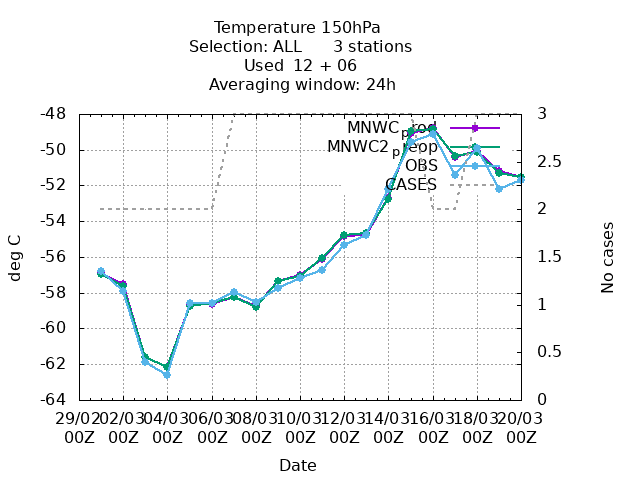 Temperature 150hPa
Selection: ALL 3 stations
Used 12 + 06
Averaging window: 24h
MNWC_prod
MNWC2_preop
OBS
CASES
deg C
-48
-50
-52
-54
-56
-58
-60
-62
-64
No cases
3
2.5
2
1.5
1
0.5
0
29/02 02/03 04/03 06/03 08/03 10/03 12/03 14/03 16/03 18/03 20/03
00Z 00Z 00Z 00Z 00Z 00Z 00Z 00Z 00Z 00Z 00Z
Date